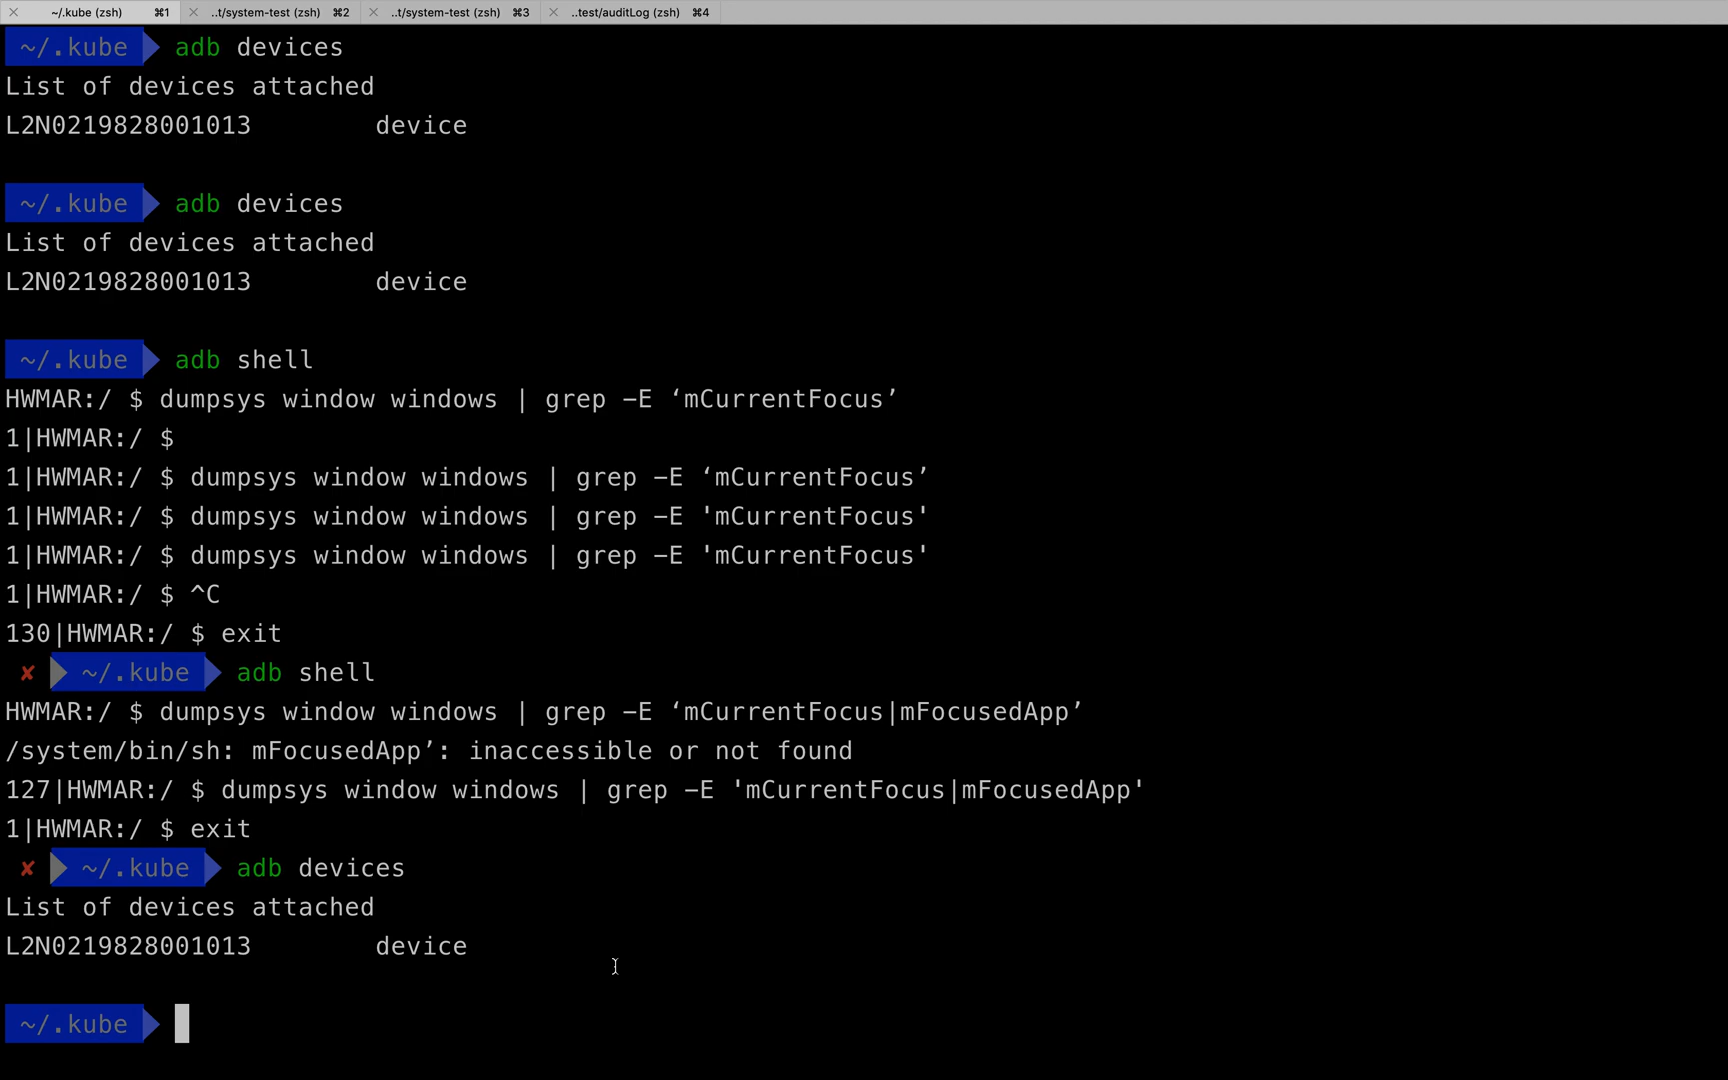 ~/.kube (zsh) ⌘1 ..t/system-test (zsh) ⌘2 ..t/system-test (zsh) ⌘3 ..test/auditLog (zsh) ⌘4
~/.kube adb devices
List of devices attached
L2N0219828001013 device
~/.kube adb devices
List of devices attached
L2N0219828001013 device
~/.kube adb shell
HWMAR:/ $ dumpsys window windows | grep -E ‘mCurrentFocus’
1|HWMAR:/ $
1|HWMAR:/ $ dumpsys window windows | grep -E ‘mCurrentFocus’
1|HWMAR:/ $ dumpsys window windows | grep -E 'mCurrentFocus'
1|HWMAR:/ $ dumpsys window windows | grep -E 'mCurrentFocus'
1|HWMAR:/ $ ^C
130|HWMAR:/ $ exit
✘ ~/.kube adb shell
HWMAR:/ $ dumpsys window windows | grep -E ‘mCurrentFocus|mFocusedApp’
/system/bin/sh: mFocusedApp’: inaccessible or not found
127|HWMAR:/ $ dumpsys window windows | grep -E 'mCurrentFocus|mFocusedApp'
1|HWMAR:/ $ exit
✘ ~/.kube adb devices
List of devices attached
L2N0219828001013 device
~/.kube